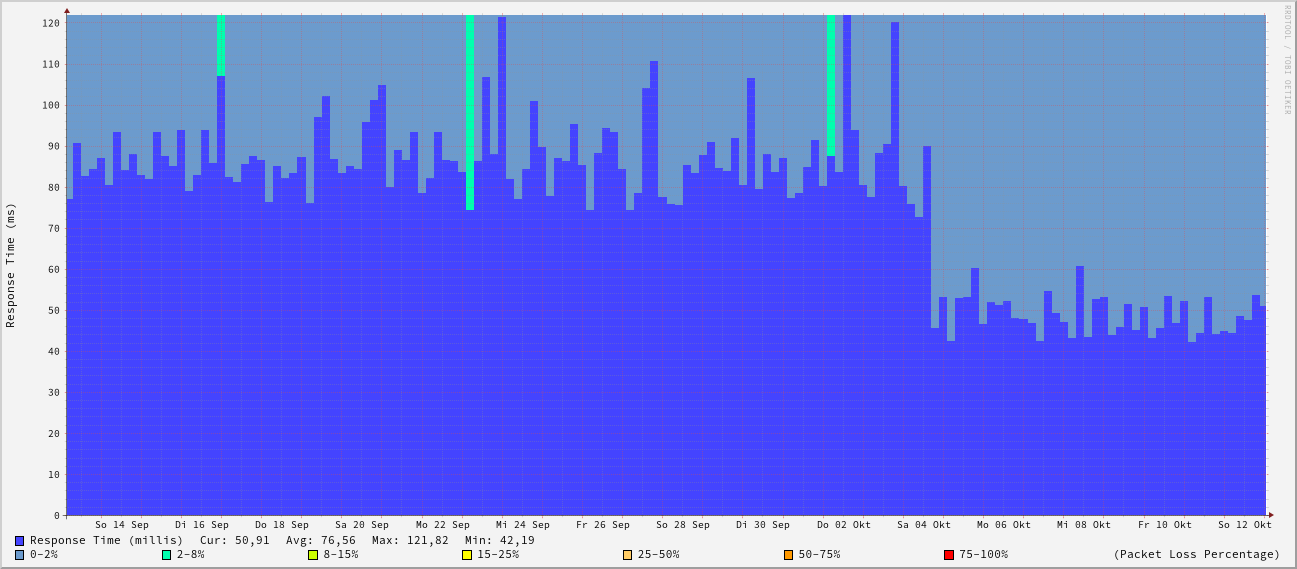 RRDTOOL / TOBI OETIKER
Response Time (ms)
120
110
100
90
80
70
60
50
40
30
20
10
0
So 14 Sep Di 16 Sep Do 18 Sep Sa 20 Sep Mo 22 Sep Mi 24 Sep Fr 26 Sep So 28 Sep Di 30 Sep Do 02 Okt Sa 04 Okt Mo 06 Okt Mi 08 Okt Fr 10 Okt So 12 Okt
Response Time (millis) Cur: 50,91 Avg: 76,56 Max: 121,82 Min: 42,19
0-2% 2-8% 8-15% 15-25% 25-50% 50-75% 75-100% (Packet Loss Percentage)